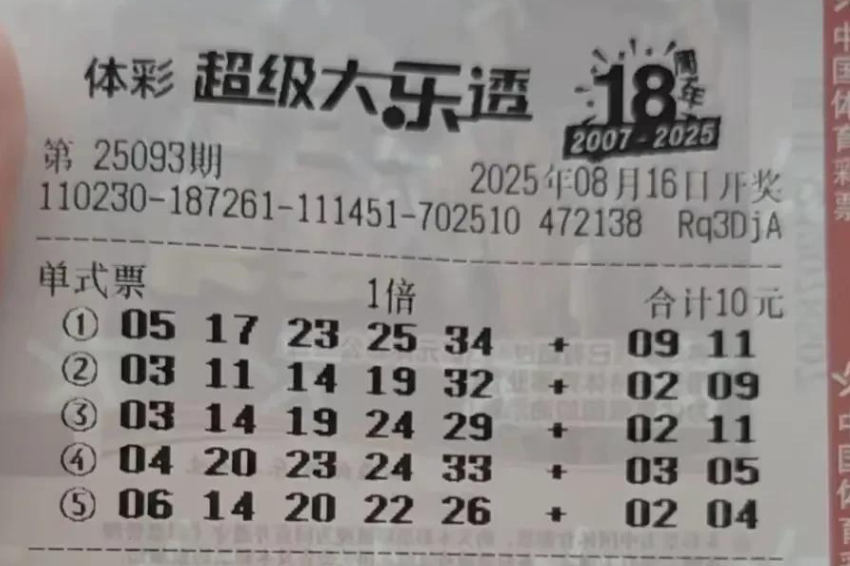 体彩 超级大乐透 18周年
2007-2025
第 25093期 2025年08月16日开奖
110230-187261-111451-702510 472138 Rq3DjA
单式票 1倍 合计10元
① 05 17 23 25 34 + 09 11
② 03 11 14 19 32 + 02 09
③ 03 14 19 24 29 + 02 11
④ 04 20 23 24 33 + 03 05
⑤ 06 14 20 22 26 + 02 04
中国体育彩票
中国体育